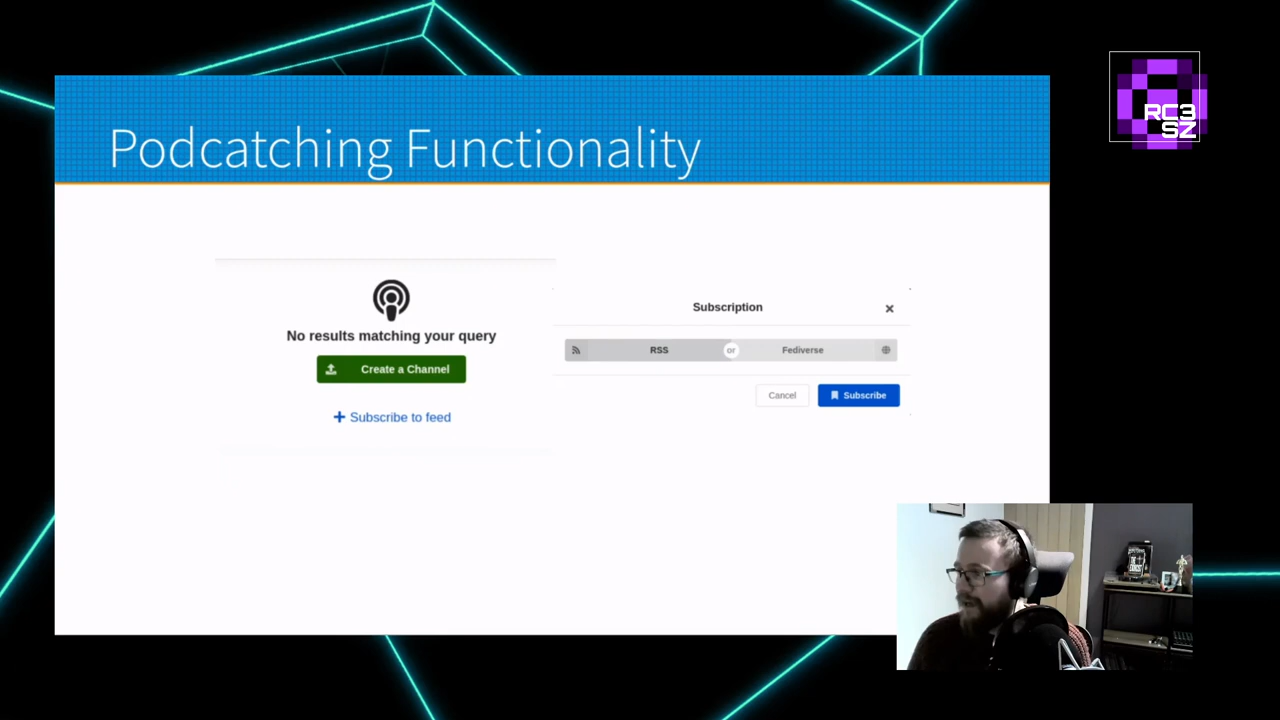 Podcatching Functionality
RC3
SZ
No results matching your query
Create a Channel
Subscribe to feed
Subscription
RSS
or
Fediverse
Cancel
Subscribe